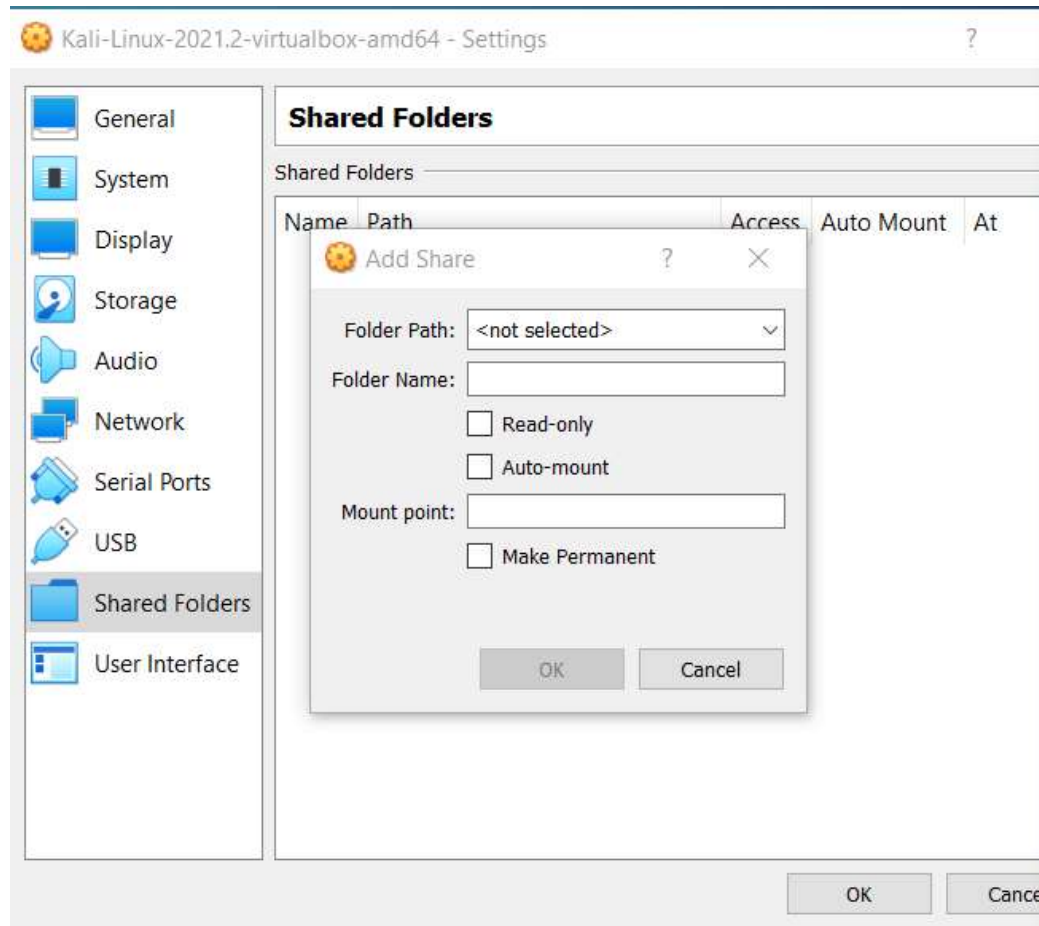 Kali-Linux-2021.2-virtualbox-amd64 - Settings ?
General
System
Display
Storage
Audio
Network
Serial Ports
USB
Shared Folders
User Interface
Shared Folders
Shared Folders
Name Path Access Auto Mount At
Add Share ?
Folder Path: <not selected>
Folder Name:
Read-only
Auto-mount
Mount point:
Make Permanent
OK Cancel
OK Cance